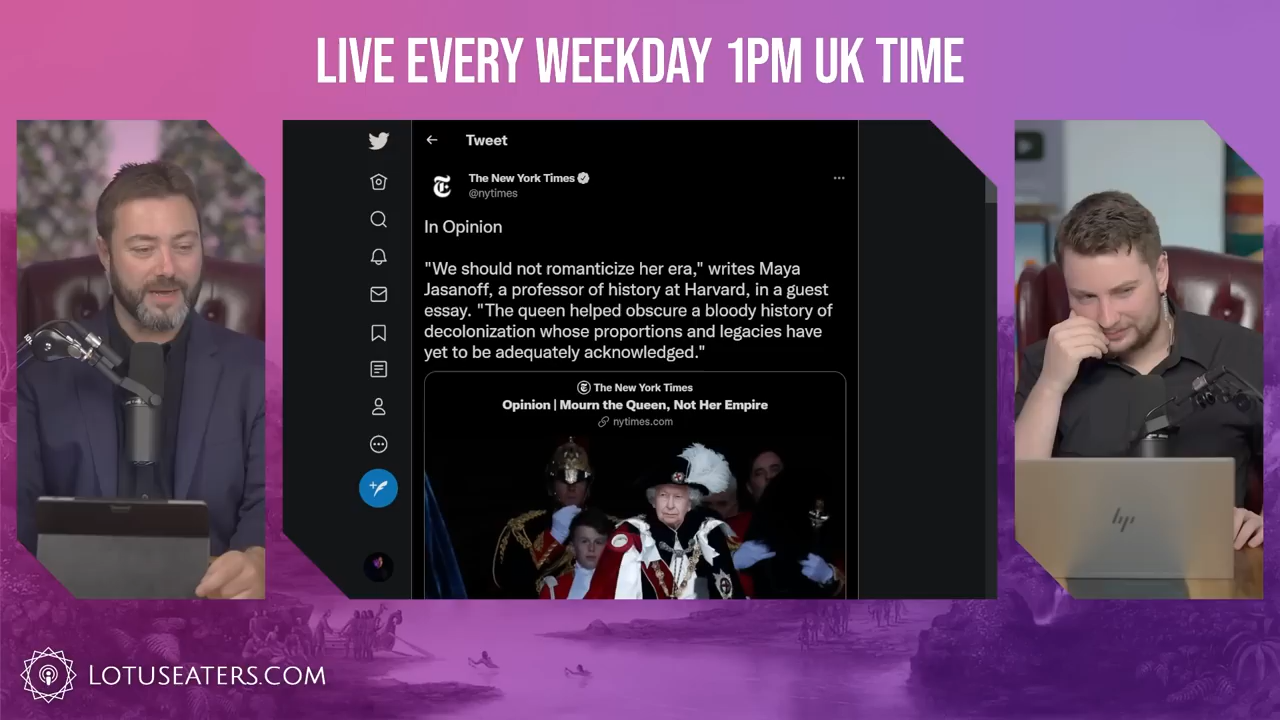 LIVE EVERY WEEKDAY 1PM UK TIME
Tweet
The New York Times
@nytimes
In Opinion
"We should not romanticize her era," writes Maya
Jasanoff, a professor of history at Harvard, in a guest
essay. "The queen helped obscure a bloody history of
decolonization whose proportions and legacies have
yet to be adequately acknowledged."
The New York Times
Opinion | Mourn the Queen, Not Her Empire
nytimes.com
hp
LOTUSEATERS.COM